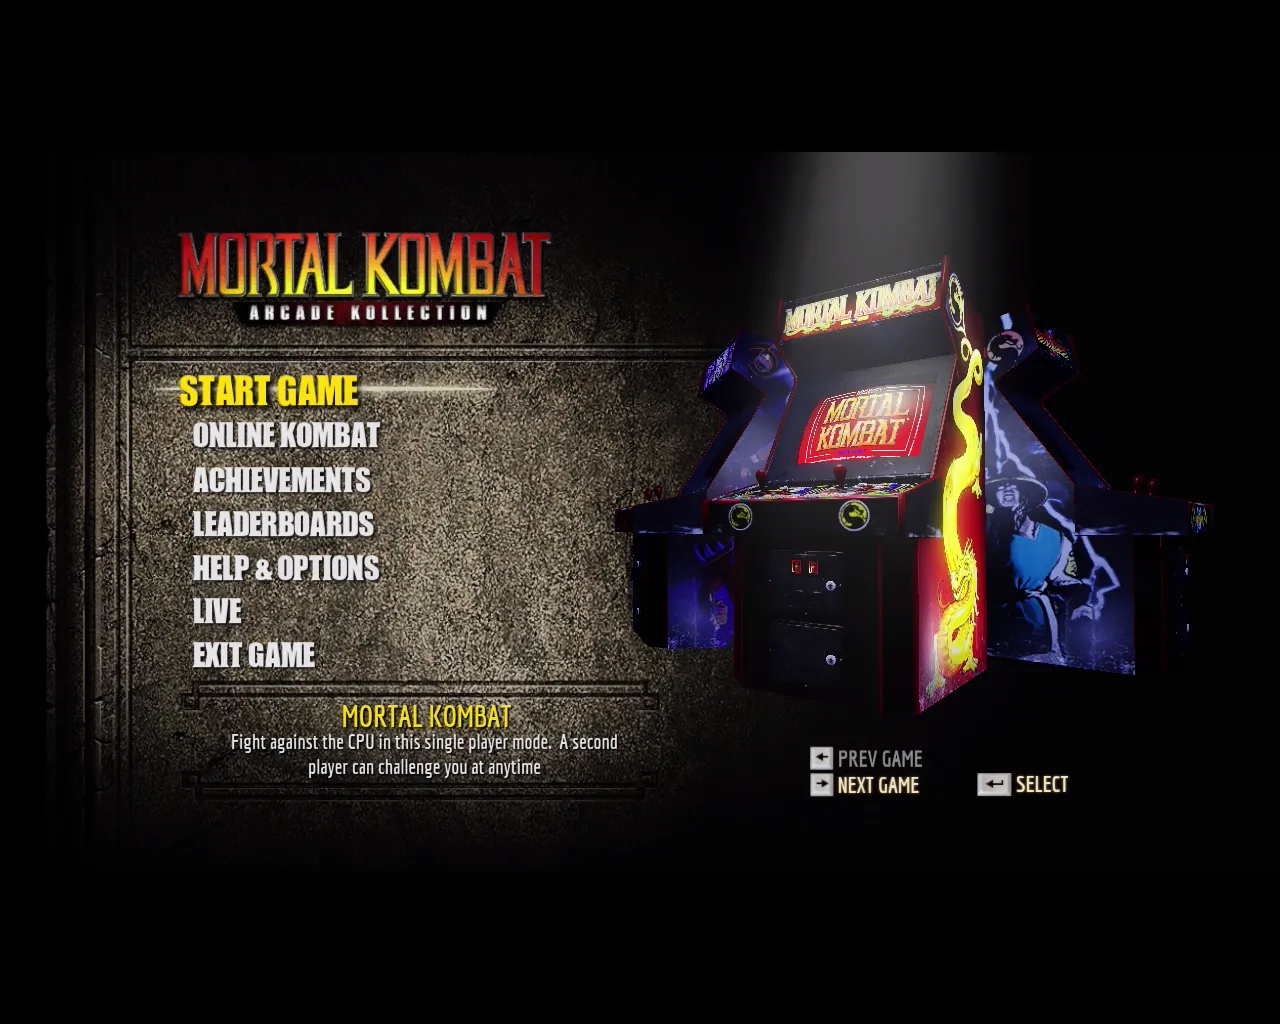 MORTAL KOMBAT
ARCADE KOLLECTION
START GAME
ONLINE KOMBAT
ACHIEVEMENTS
LEADERBOARDS
HELP & OPTIONS
LIVE
EXIT GAME
MORTAL KOMBAT
Fight against the CPU in this single player mode. A second
player can challenge you at anytime
MORTAL KOMBAT
MORTAL
KOMBAT
PREV GAME
NEXT GAME
SELECT